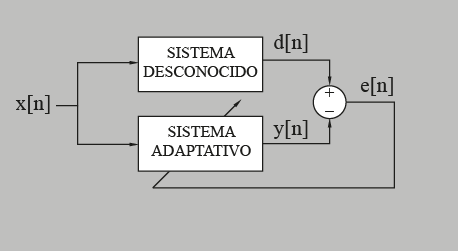 SISTEMA
DESCONOCIDO
d[n]
x[n]
+
−
e[n]
SISTEMA
ADAPTATIVO
y[n]